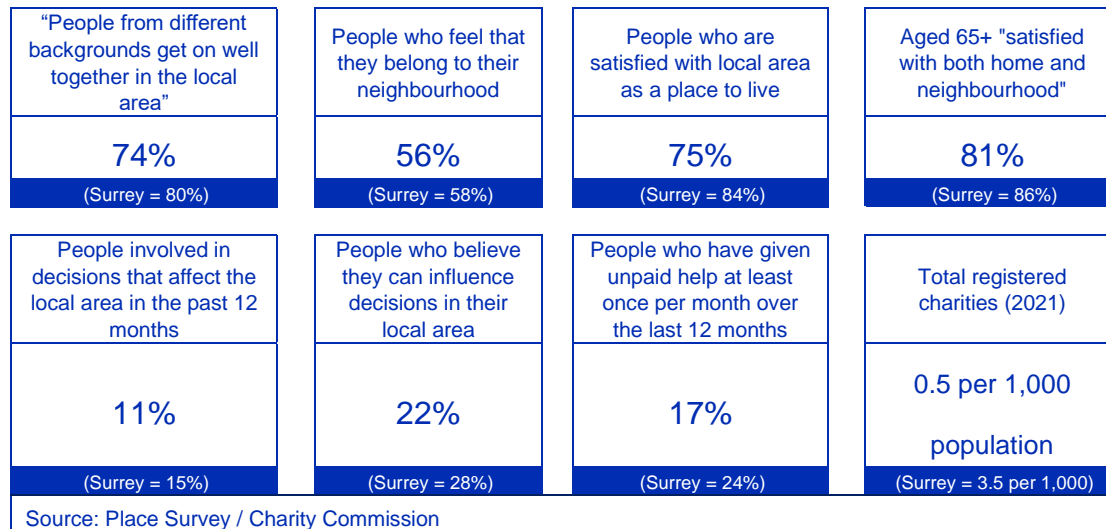 “People from different
backgrounds get on well
together in the local
area”
74%
(Surrey = 80%)
People who feel that
they belong to their
neighbourhood
56%
(Surrey = 58%)
People who are
satisfied with local area
as a place to live
75%
(Surrey = 84%)
Aged 65+ "satisfied
with both home and
neighbourhood"
81%
(Surrey = 86%)
People involved in
decisions that affect the
local area in the past 12
months
11%
(Surrey = 15%)
People who believe
they can influence
decisions in their
local area
22%
(Surrey = 28%)
People who have given
unpaid help at least
once per month over
the last 12 months
17%
(Surrey = 24%)
Total registered
charities (2021)
0.5 per 1,000
population
(Surrey = 3.5 per 1,000)
Source: Place Survey / Charity Commission